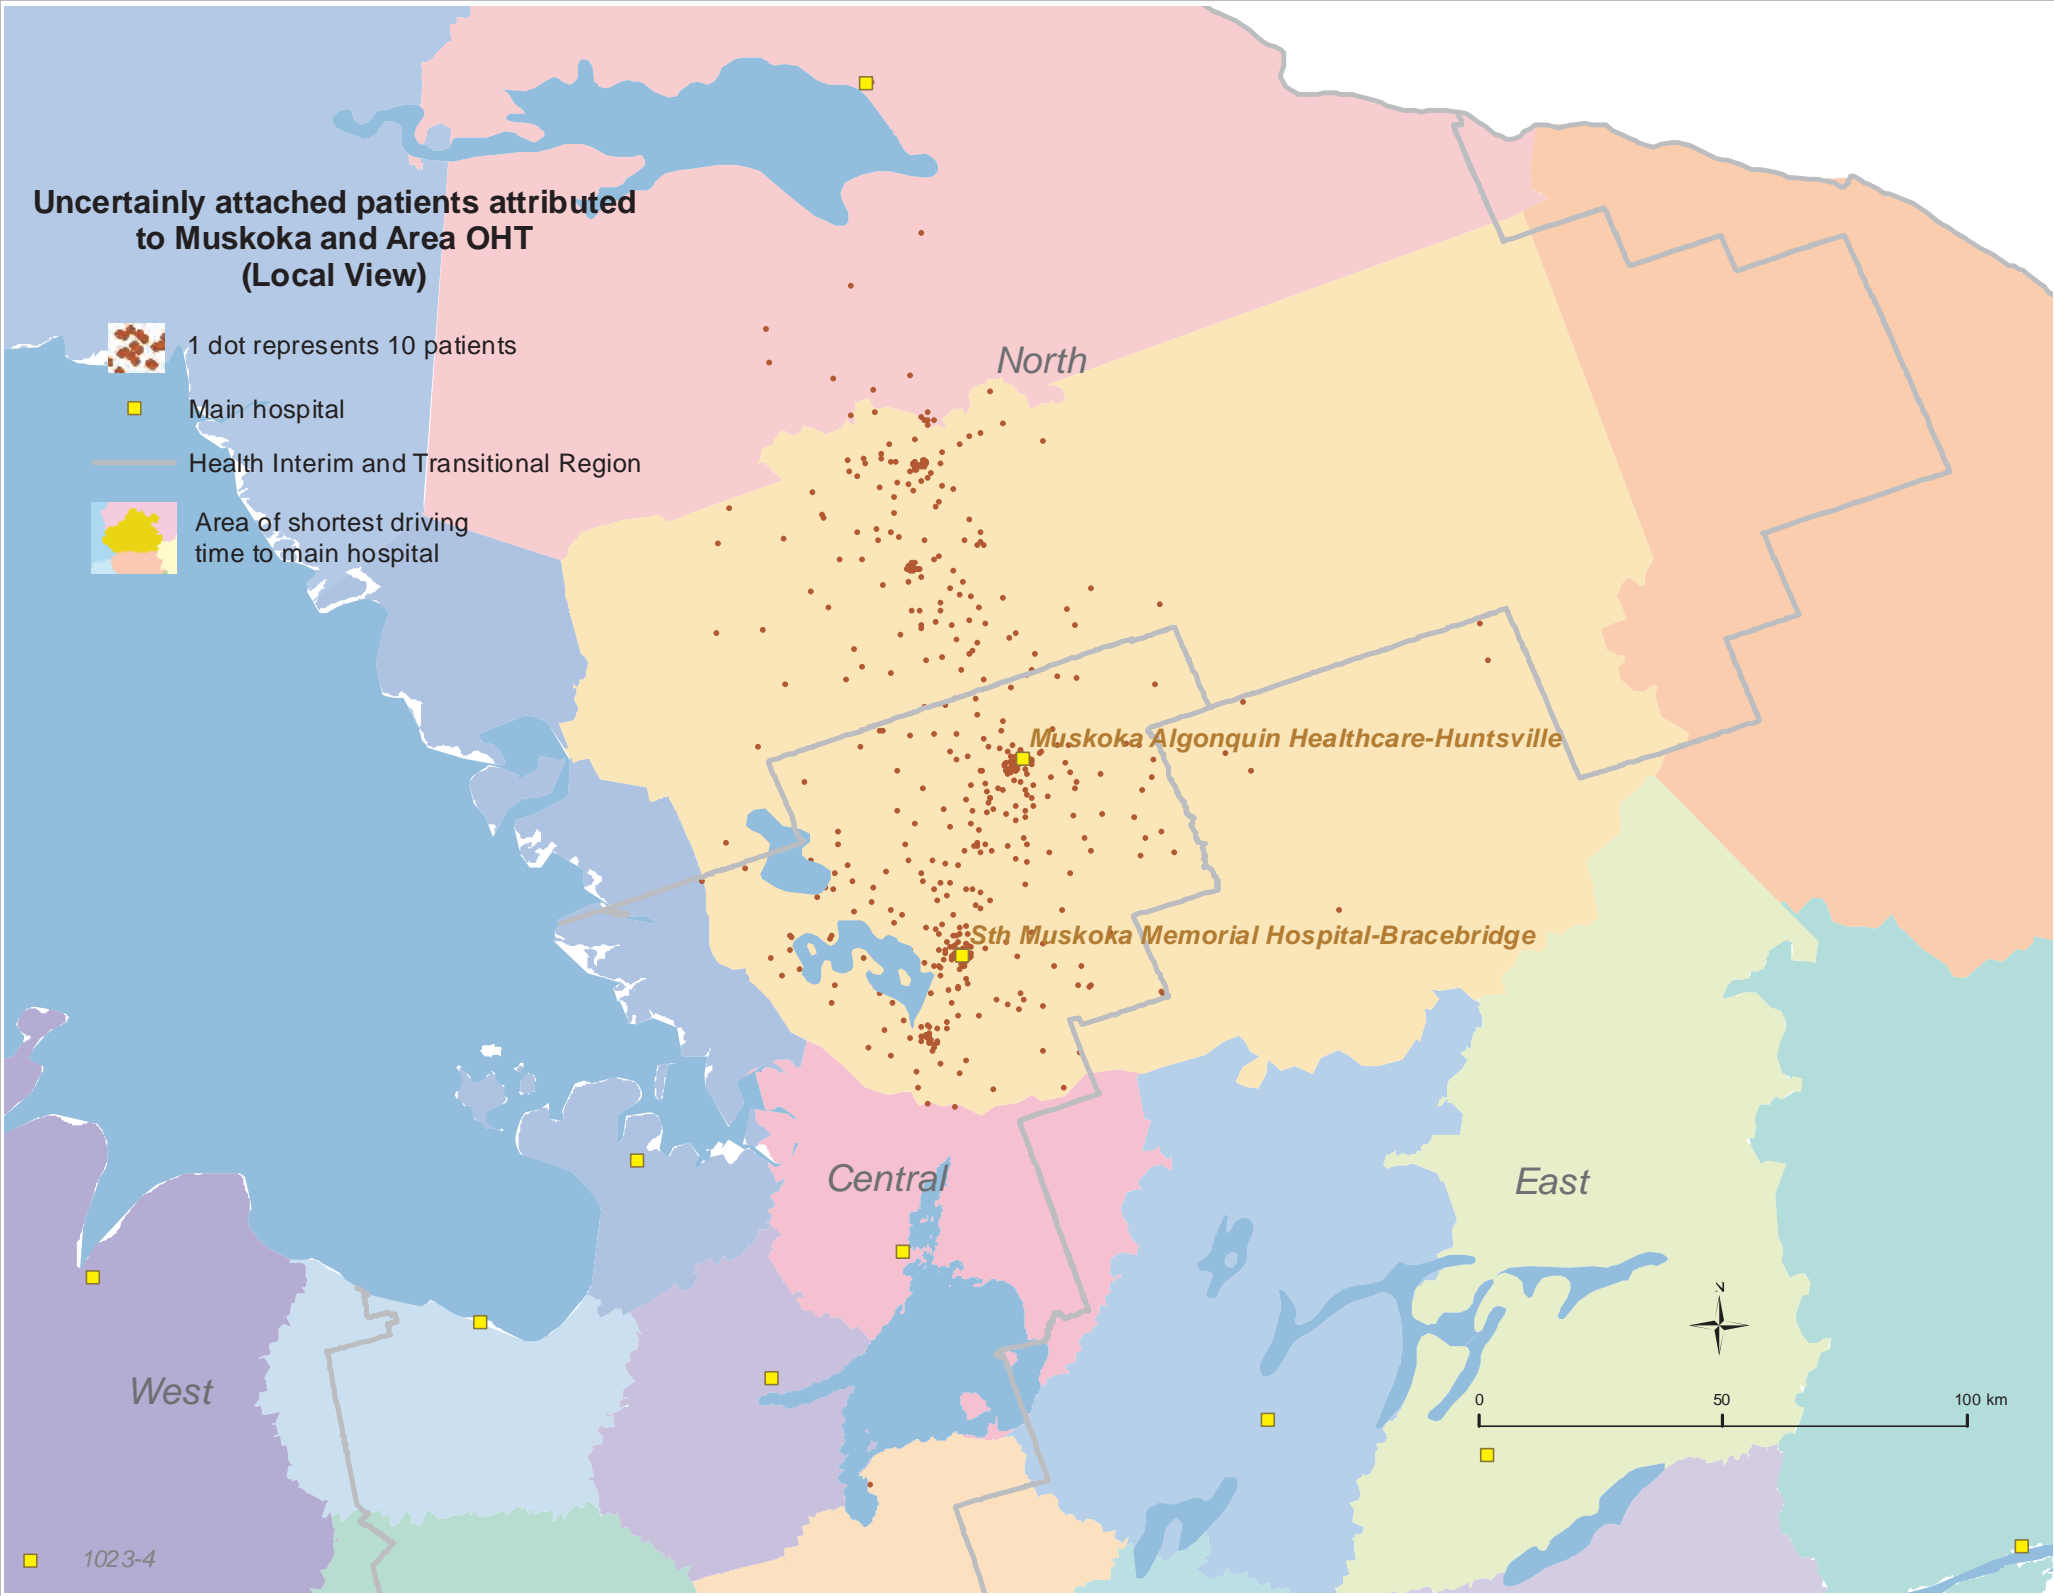 Uncertainly attached patients attributed
to Muskoka and Area OHT
(Local View)
1 dot represents 10 patients
Main hospital
Health Interim and Transitional Region
Area of shortest driving
time to main hospital
North
Muskoka Algonquin Healthcare-Huntsville
Sth Muskoka Memorial Hospital-Bracebridge
Central
East
West
N
0 50 100 km
1023-4